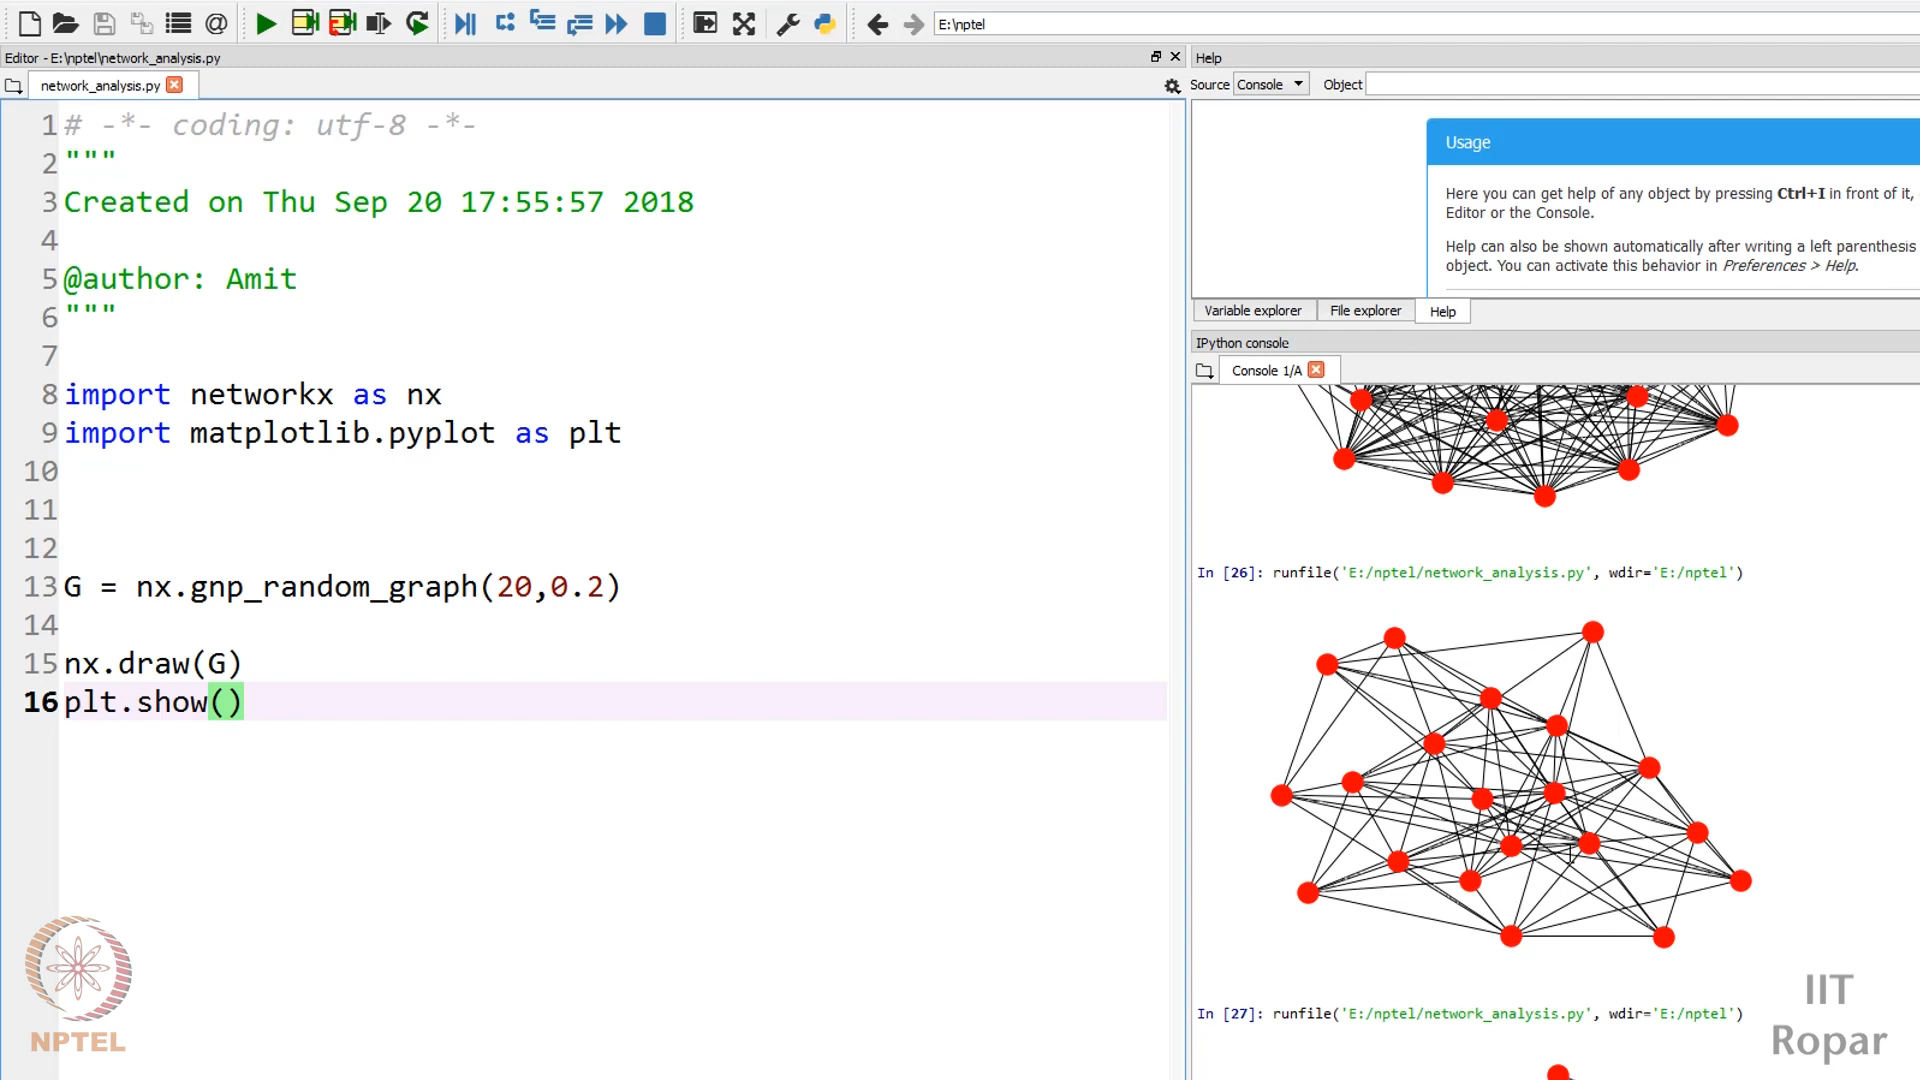 E:\nptel
Editor - E:\nptel\network_analysis.py
network_analysis.py
1 # -*- coding: utf-8 -*-
2 """
3 Created on Thu Sep 20 17:55:57 2018
4
5 @author: Amit
6 """
7
8 import networkx as nx
9 import matplotlib.pyplot as plt
10
11
12
13 G = nx.gnp_random_graph(20,0.2)
14
15 nx.draw(G)
16 plt.show()
NPTEL
Help
Source Console Object
Usage
Here you can get help of any object by pressing Ctrl+I in front of it,
Editor or the Console.
Help can also be shown automatically after writing a left parenthesis
object. You can activate this behavior in Preferences > Help.
Variable explorer File explorer Help
IPython console
Console 1/A
In [26]: runfile('E:/nptel/network_analysis.py', wdir='E:/nptel')
In [27]: runfile('E:/nptel/network_analysis.py', wdir='E:/nptel')
IIT
Ropar